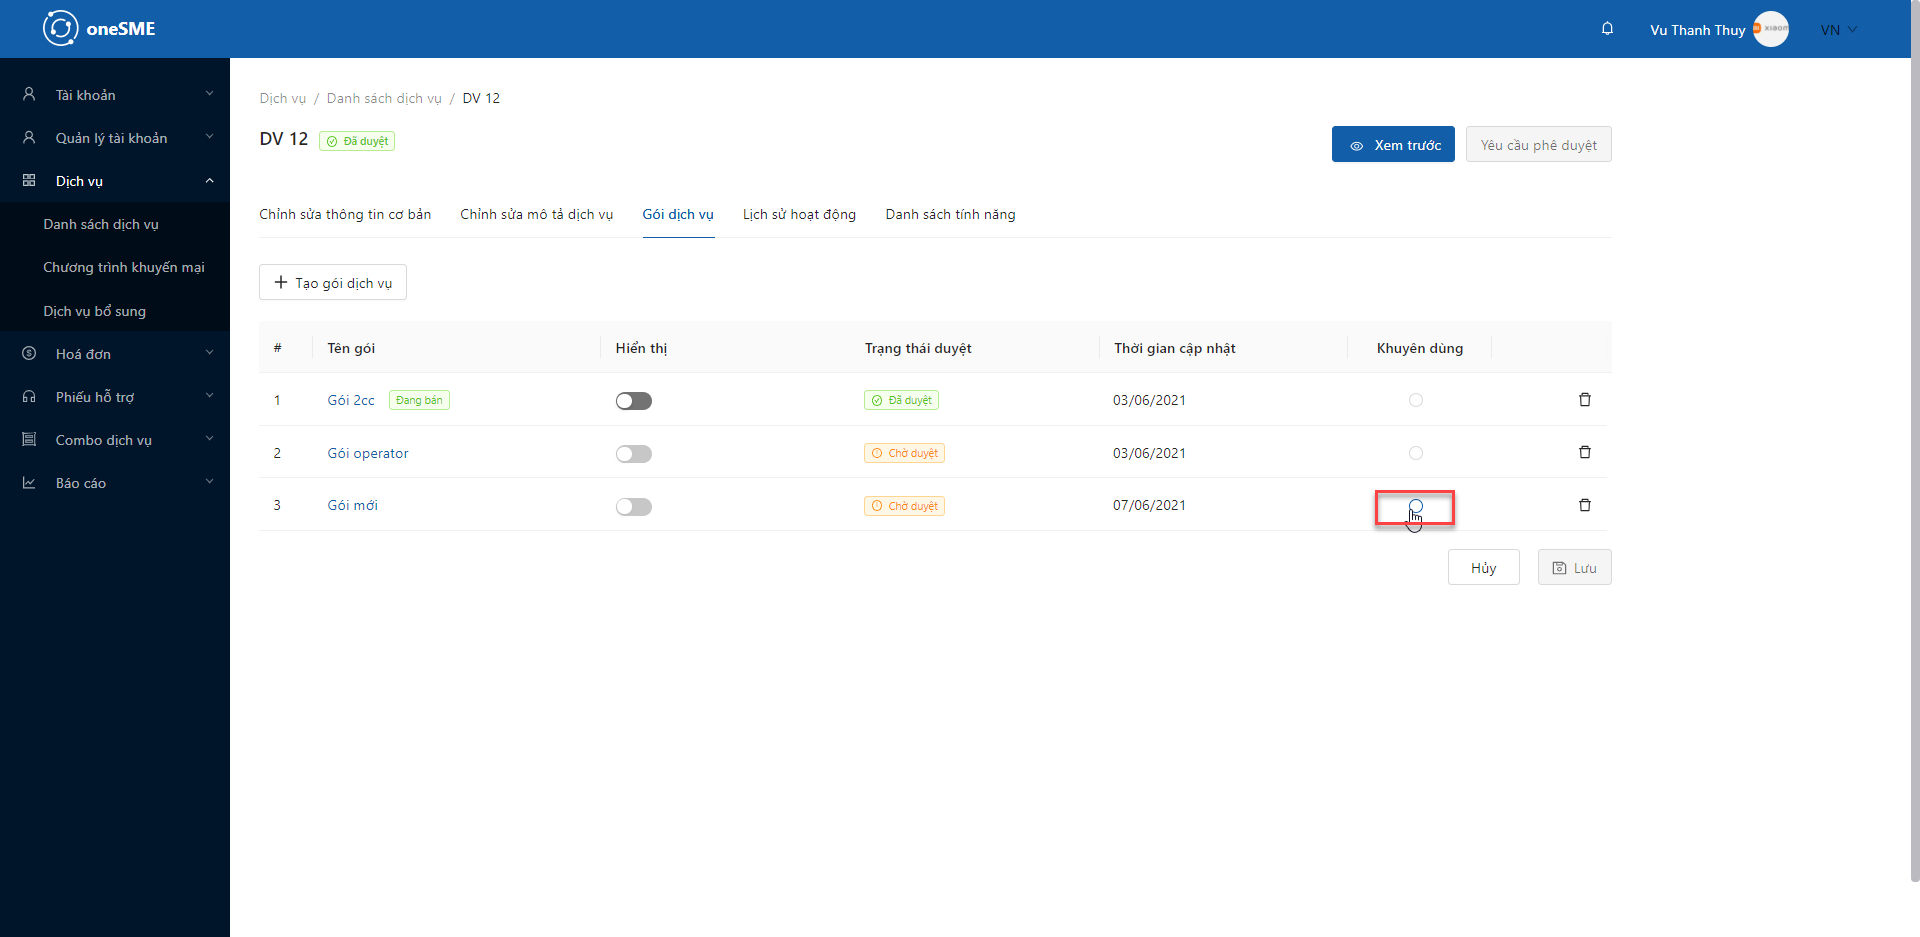 oneSME
Vu Thanh Thuy
xiaom
VN
Tài khoản
Quản lý tài khoản
Dịch vụ
Danh sách dịch vụ
Chương trình khuyến mại
Dịch vụ bổ sung
Hoá đơn
Phiếu hỗ trợ
Combo dịch vụ
Báo cáo
Dịch vụ / Danh sách dịch vụ / DV 12
DV 12 Đã duyệt
Xem trước Yêu cầu phê duyệt
Chỉnh sửa thông tin cơ bản Chỉnh sửa mô tả dịch vụ Gói dịch vụ Lịch sử hoạt động Danh sách tính năng
Tạo gói dịch vụ
# Tên gói Hiển thị Trạng thái duyệt Thời gian cập nhật Khuyên dùng
1 Gói 2cc Đang bán Đã duyệt 03/06/2021
2 Gói operator Chờ duyệt 03/06/2021
3 Gói mới Chờ duyệt 07/06/2021
Hủy Lưu